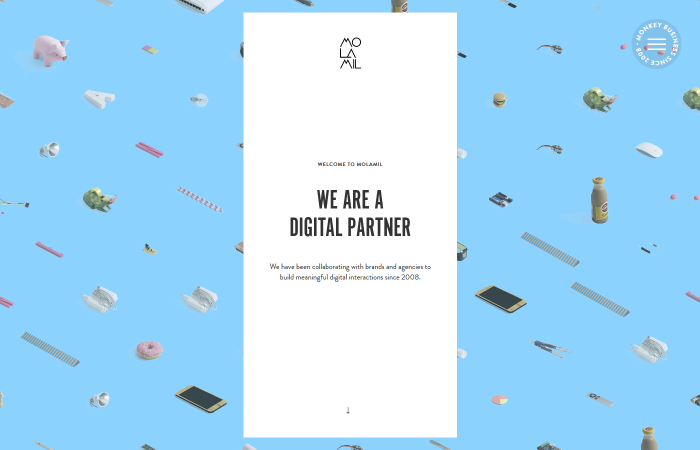 MO
LA
MIL
MONKEY BUSINESS SINCE 2008 •
WELCOME TO MOLAMIL
WE ARE A
DIGITAL PARTNER
We have been collaborating with brands and agencies to
build meaningful digital interactions since 2008.